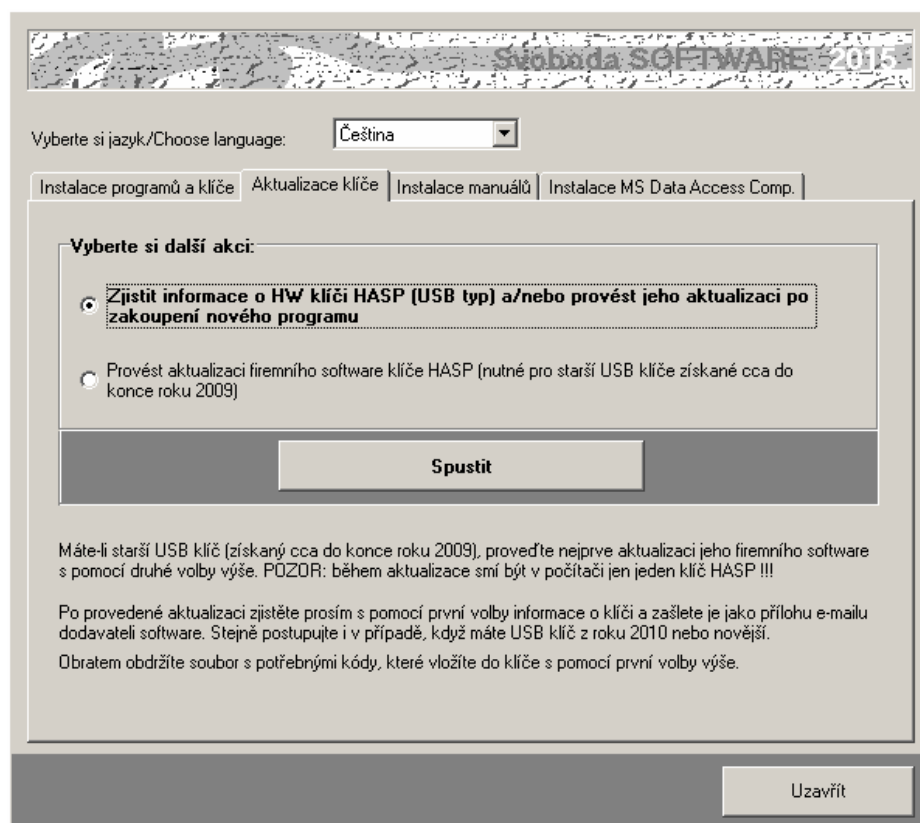 Svoboda SOFTWARE 2015
Vyberte si jazyk/Choose language: Čeština
Instalace programů a klíče Aktualizace klíče Instalace manuálů Instalace MS Data Access Comp.
Vyberte si další akci:
Zjistit informace o HW klíči HASP (USB typ) a/nebo provést jeho aktualizaci po
zakoupení nového programu
Provést aktualizaci firemního software klíče HASP (nutné pro starší USB klíče získané cca do
konce roku 2009)
Spustit
Máte-li starší USB klíč (získaný cca do konce roku 2009), proveďte nejprve aktualizaci jeho firemního software
s pomocí druhé volby výše. POZOR: během aktualizace smí být v počítači jen jeden klíč HASP !!!
Po provedené aktualizaci zjistěte prosím s pomocí první volby informace o klíči a zašlete je jako přílohu e-mailu
dodavateli software. Stejně postupujte i v případě, když máte USB klíč z roku 2010 nebo novější.
Obratem obdržíte soubor s potřebnými kódy, které vložíte do klíče s pomocí první volby výše.
Uzavřít